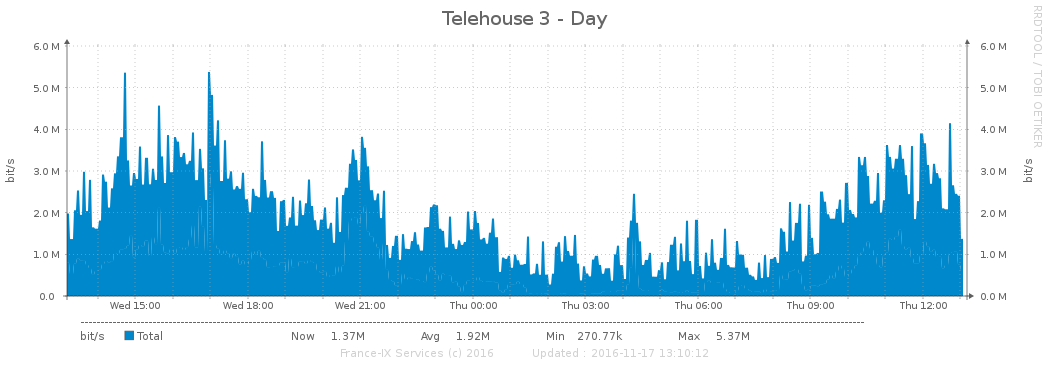 Telehouse 3 - Day
RRDTOOL / TOBI OETIKER
bit/s
6.0 M
5.0 M
4.0 M
3.0 M
2.0 M
1.0 M
0.0
6.0 M
5.0 M
4.0 M
3.0 M
2.0 M
1.0 M
0.0 M
bit/s
Wed 15:00 Wed 18:00 Wed 21:00 Thu 00:00 Thu 03:00 Thu 06:00 Thu 09:00 Thu 12:00
bit/s Total Now 1.37M Avg 1.92M Min 270.77k Max 5.37M
France-IX Services (c) 2016 Updated : 2016-11-17 13:10:12